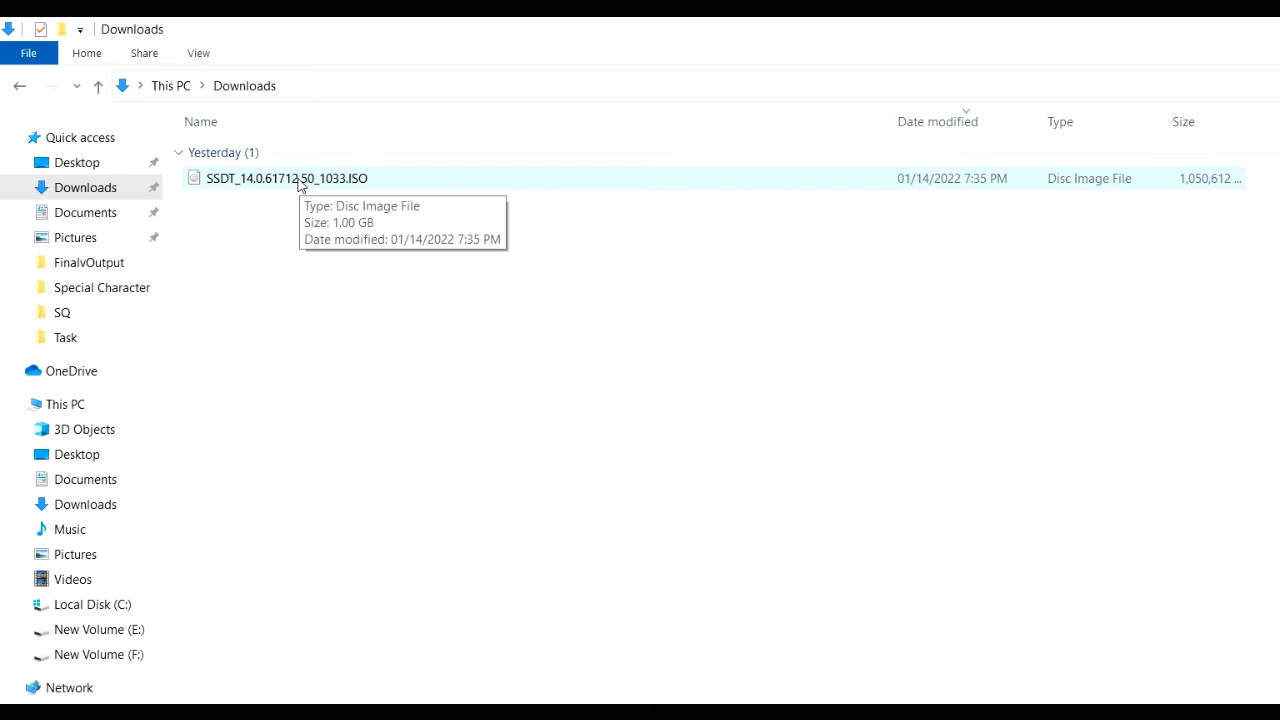 Downloads
File Home Share View
This PC Downloads
Name Date modified Type Size
Yesterday (1)
SSDT_14.0.61712.50_1033.ISO 01/14/2022 7:35 PM Disc Image File 1,050,612 ...
Type: Disc Image File
Size: 1.00 GB
Date modified: 01/14/2022 7:35 PM
Quick access
Desktop
Downloads
Documents
Pictures
FinalvOutput
Special Character
SQ
Task
OneDrive
This PC
3D Objects
Desktop
Documents
Downloads
Music
Pictures
Videos
Local Disk (C:)
New Volume (E:)
New Volume (F:)
Network